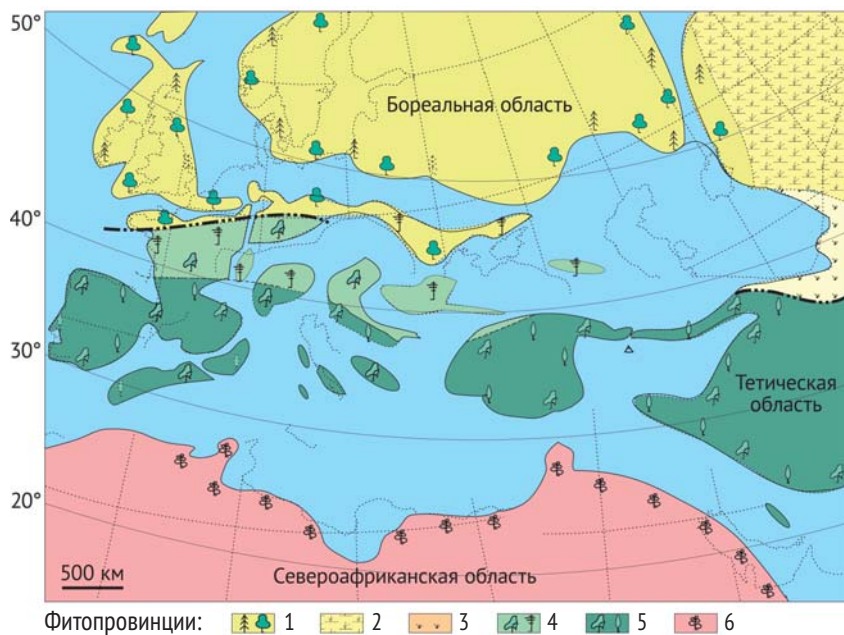 50°
Бореальная область
40°
30°
Тетическая
область
20°
500 км
Североафриканская область
Фитопровинции: 1 2 3 4 5 6